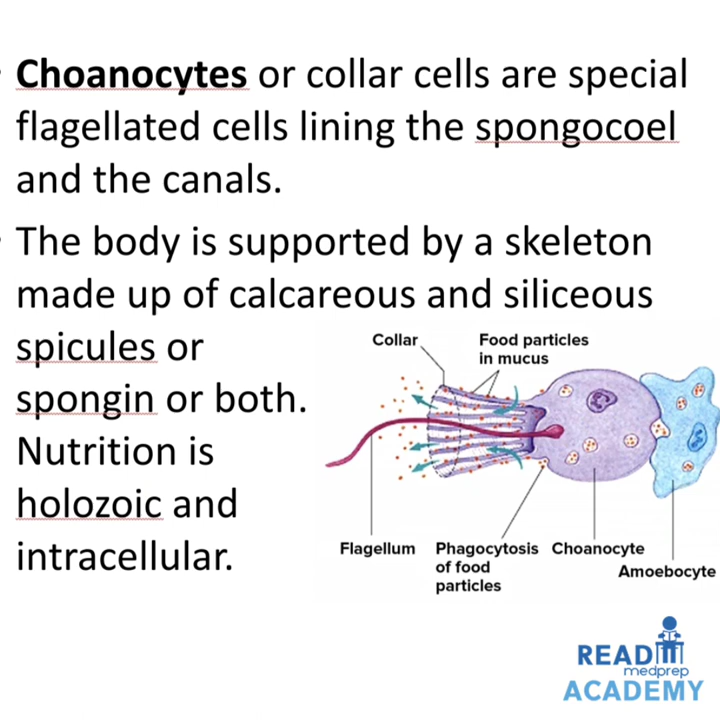 • Choanocytes or collar cells are special
flagellated cells lining the spongocoel
and the canals.
• The body is supported by a skeleton
made up of calcareous and siliceous
spicules or
spongin or both.
Nutrition is
holozoic and
intracellular.
Collar
Food particles
in mucus
Flagellum
Phagocytosis
of food
particles
Choanocyte
Amoebocyte
READ
medprep
ACADEMY